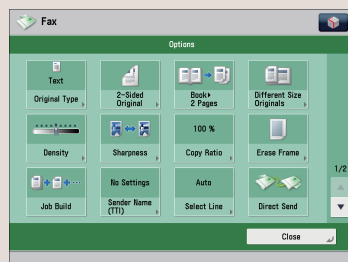 Fax
Options
Text
Original Type
2-Sided
Original
Book▸
2 Pages
Different Size
Originals
Density
Sharpness
100 %
Copy Ratio
Erase Frame
1/2
Job Build
No Settings
Sender Name
(TTI)
Auto
Select Line
Direct Send
Close